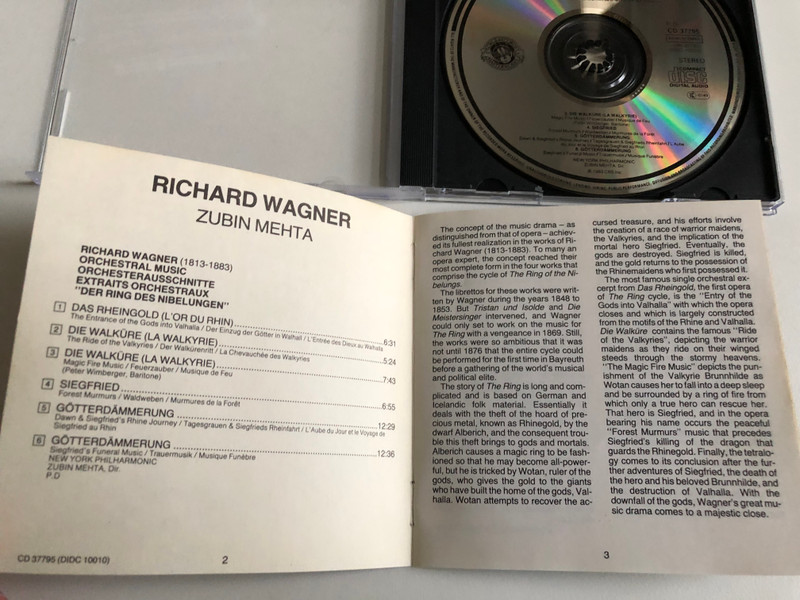 CD 37795
STEREO
disc
DIGITAL AUDIO
2. DIE WALKÜRE (LA WALKYRIE)
4. SIEGFRIED
6. GÖTTERDÄMMERUNG
NEW YORK PHILHARMONIC
ZUBIN MEHTA, Dir.
RICHARD WAGNER
ZUBIN MEHTA
RICHARD WAGNER (1813-1883)
ORCHESTRAL MUSIC
ORCHESTERAUSSCHNITTE
EXTRAITS ORCHESTRAUX
"DER RING DES NIBELUNGEN"
1 DAS RHEINGOLD (L'OR DU RHIN) 6:31
The Entrance of the Gods into Valhalla / Der Einzug der Götter in Walhall / L'Entrée des Dieux au Walhalla
2 DIE WALKÜRE (LA WALKYRIE) 5:24
The Ride of the Valkyries / Der Walkürenritt / La Chevauchée des Walkyries
3 DIE WALKÜRE (LA WALKYRIE) 7:43
Magic Fire Music / Feuerzauber / Musique de Feu
(Peter Wimberger, Baritone)
4 SIEGFRIED 6:55
Forest Murmurs / Waldweben / Murmures de la Forêt
5 GÖTTERDÄMMERUNG 12:29
Dawn & Siegfried's Rhine Journey / Tagesgrauen & Siegfrieds Rheinfahrt / L'Aube du Jour et le Voyage de
Siegfried au Rhin
6 GÖTTERDÄMMERUNG 12:36
Siegfried's Funeral Music / Trauermusik / Musique Funèbre
NEW YORK PHILHARMONIC
ZUBIN MEHTA, Dir.
P.D
CD 37795 (DIDC 10010)
2
The concept of the music drama – as
distinguished from that of opera – achiev-
ed its fullest realization in the works of Ri-
chard Wagner (1813-1883). To many an
opera expert, the concept reached their
most complete form in the four works that
comprise the cycle of The Ring of the Ni-
belungs.
The librettos for these works were writ-
ten by Wagner during the years 1848 to
1853. But Tristan und Isolde and Die
Meistersinger intervened, and Wagner
could only set to work on the music for
The Ring with a vengeance in 1869. Still,
the works were so ambitious that it was
not until 1876 that the entire cycle could
be performed for the first time in Bayreuth
before a gathering of the world's musical
and political elite.
The story of The Ring is long and com-
plicated and is based on German and
Icelandic folk material. Essentially it
deals with the theft of the hoard of pre-
cious metal, known as Rhinegold, by the
dwarf Alberich, and the consequent trou-
ble this theft brings to gods and mortals.
Alberich causes a magic ring to be fash-
ioned so that he may become all-power-
ful, but he is tricked by Wotan, ruler of the
gods, who gives the gold to the giants
who have built the home of the gods, Val-
halla. Wotan attempts to recover the ac-
cursed treasure, and his efforts involve
the creation of a race of warrior maidens,
the Valkyries, and the implication of the
mortal hero Siegfried. Eventually, the
gods are destroyed. Siegfried is killed,
and the gold returns to the possession of
the Rhinemaidens who first possessed it.
The most famous single orchestral ex-
cerpt from Das Rheingold, the first opera
of The Ring cycle, is the "Entry of the
Gods into Valhalla" with which the opera
closes and which is largely constructed
from the motifs of the Rhine and Valhalla.
Die Walküre contains the famous "Ride
of the Valkyries", depicting the warrior
maidens as they ride on their winged
steeds through the stormy heavens.
"The Magic Fire Music" depicts the pun-
ishment of the Valkyrie Brunnhilde as
Wotan causes her to fall into a deep sleep
and be surrounded by a ring of fire from
which only a true hero can rescue her.
That hero is Siegfried, and in the opera
bearing his name occurs the peaceful
"Forest Murmurs" music that precedes
Siegfried's killing of the dragon that
guards the Rhinegold. Finally, the tetralo-
gy comes to its conclusion after the fur-
ther adventures of Siegfried, the death of
the hero and his beloved Brunnhilde, and
the destruction of Valhalla. With the
downfall of the gods, Wagner's great mu-
sic drama comes to a majestic close.
3